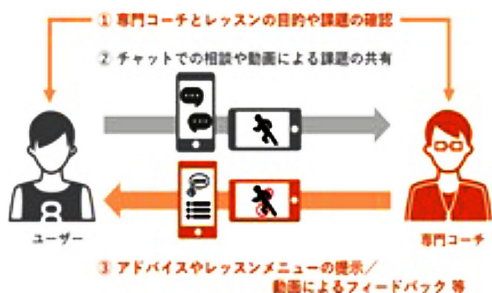 ① 専門コーチとレッスンの目的や課題の確認
② チャットでの相談や動画による課題の共有
8
ユーザー
専門コーチ
③ アドバイスやレッスンメニューの提示／
動画によるフィードバック 等